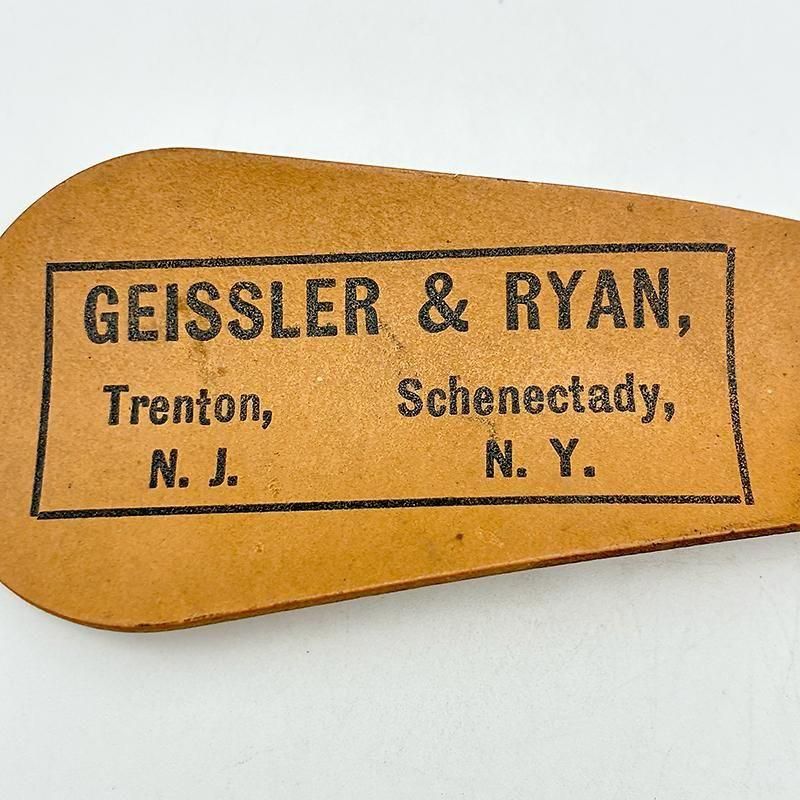 GEISSLER & RYAN,
Trenton, Schenectady,
N. J. N. Y.